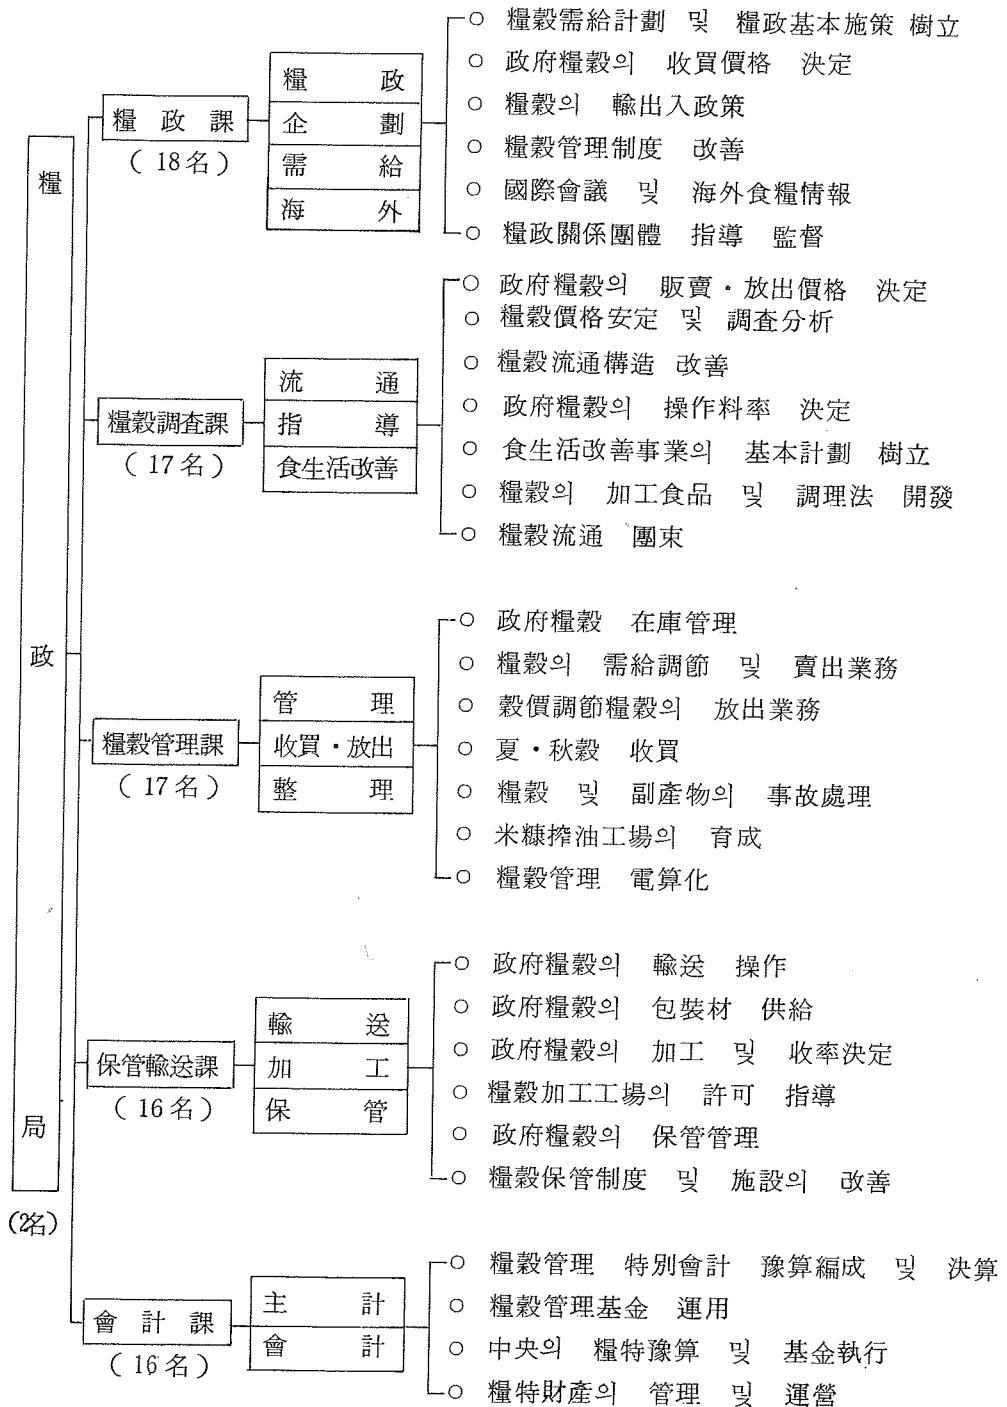 糧政局
(2名)
糧政課
(18名)
糧政
企劃
需給
海外
○ 糧穀需給計劃 및 糧政基本施策 樹立
○ 政府糧穀의 收買價格 決定
○ 糧穀의 輸出入政策
○ 糧穀管理制度 改善
○ 國際會議 및 海外食糧情報
○ 糧政關係團體 指導 監督
糧穀調査課
(17名)
流通
指導
食生活改善
○ 政府糧穀의 販賣・放出價格 決定
○ 糧穀價格安定 및 調査分析
○ 糧穀流通構造 改善
○ 政府糧穀의 操作料率 決定
○ 食生活改善事業의 基本計劃 樹立
○ 糧穀의 加工食品 및 調理法 開發
○ 糧穀流通 團束
糧穀管理課
(17名)
管理
收買・放出
整理
○ 政府糧穀 在庫管理
○ 糧穀의 需給調節 및 賣出業務
○ 穀價調節糧穀의 放出業務
○ 夏・秋穀 收買
○ 糧穀 및 副產物의 事故處理
○ 米糠搾油工場의 育成
○ 糧穀管理 電算化
保管輸送課
(16名)
輸送
加工
保管
○ 政府糧穀의 輸送 操作
○ 政府糧穀의 包裝材 供給
○ 政府糧穀의 加工 및 收率決定
○ 糧穀加工工場의 許可 指導
○ 政府糧穀의 保管管理
○ 糧穀保管制度 및 施設의 改善
會計課
(16名)
主計
會計
○ 糧穀管理 特別會計 豫算編成 및 決算
○ 糧穀管理基金 運用
○ 中央의 糧特豫算 및 基金執行
○ 糧特財產의 管理 및 運營